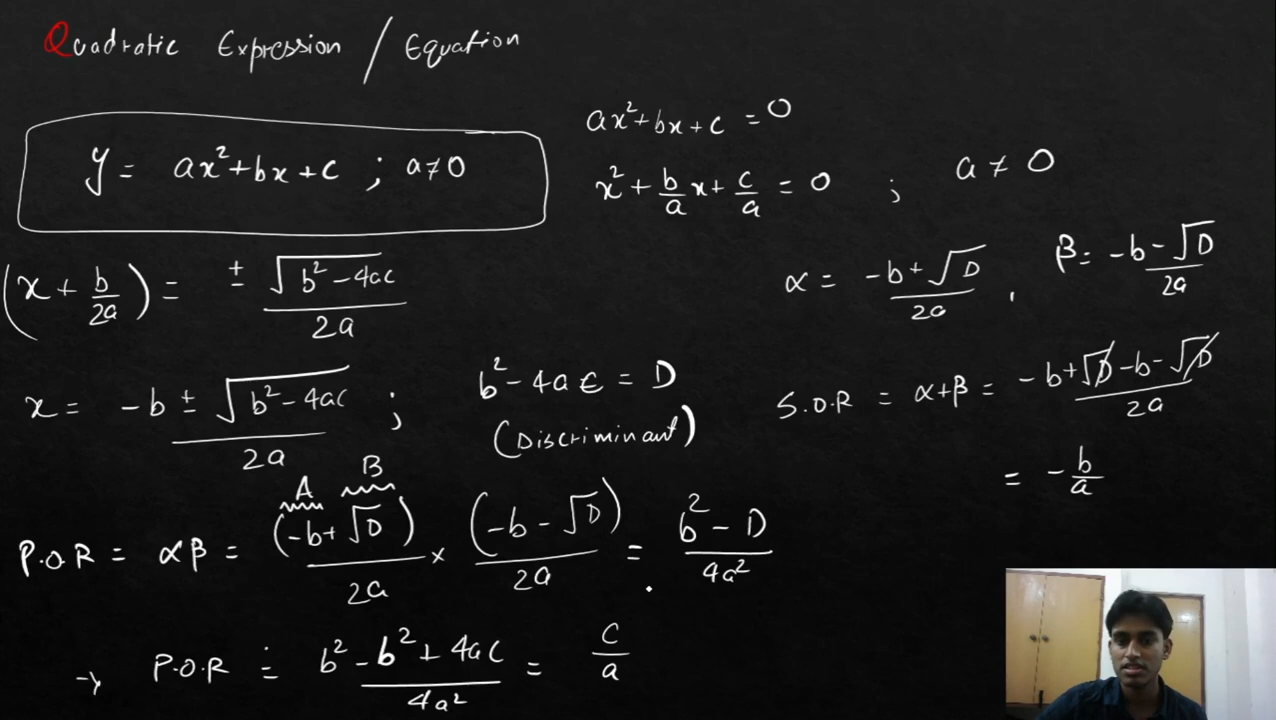 Quadratic Expression / Equation
y = ax²+bx+c ; a≠0
ax²+bx+c = 0
x² + b/a x + c/a = 0 ; a ≠ 0
(x + b/2a) = ± √(b²-4ac) / 2a
x = -b ± √(b²-4ac) / 2a ;
b²-4ac = D
(Discriminant)
α = -b+√D / 2a , β = -b-√D / 2a
S.O.R = α+β = -b+√D-b-√D / 2a
= -b/a
A B
P.O.R = αβ = (-b+√D) / 2a × (-b-√D) / 2a = b²-D / 4a²
→ P.O.R = b²-b²+4ac / 4a² = c/a